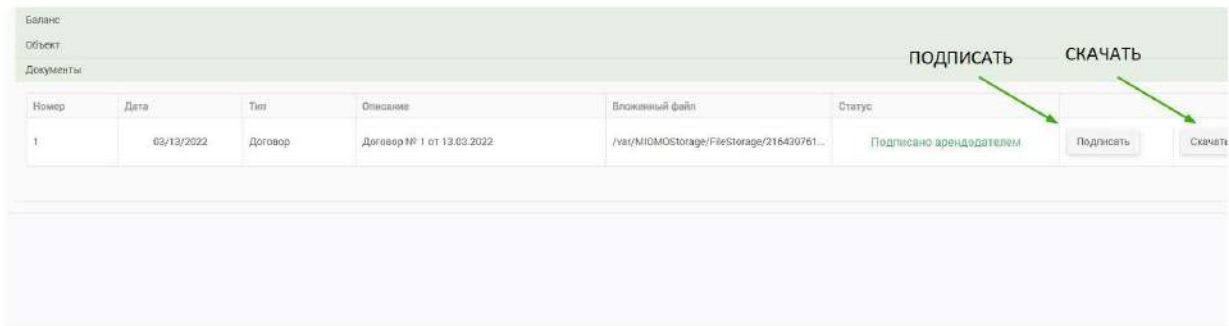 Баланс
Объект
Документы
ПОДПИСАТЬ СКАЧАТЬ
Номер Дата Тип Описание Вложенный файл Статус
1 03/13/2022 Договор Договор № 1 от 13.03.2022 /var/MIOMOStorage/FileStorage/216439761... Подписано арендодателем Подписать Скачать